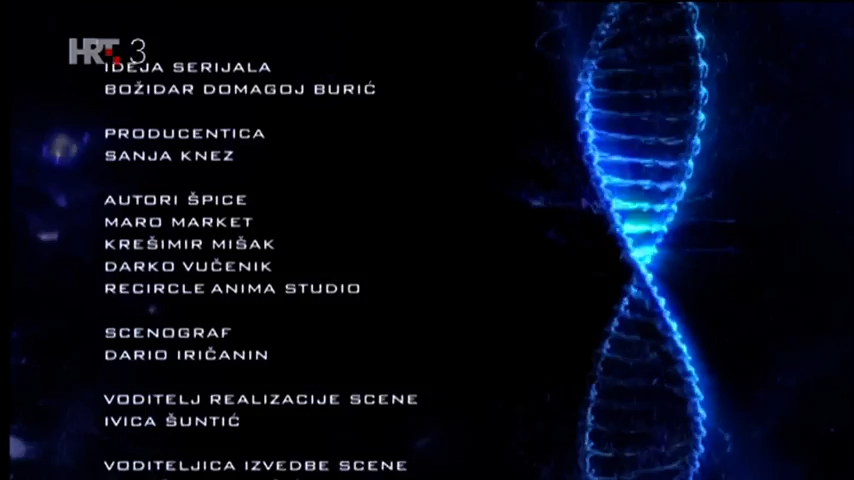 HRT 3
IDEJA SERIJALA
BOŽIDAR DOMAGOJ BURIĆ
PRODUCENTICA
SANJA KNEZ
AUTORI ŠPICE
MARO MARKET
KREŠIMIR MIŠAK
DARKO VUČENIK
RECIRCLE ANIMA STUDIO
SCENOGRAF
DARIO IRIČANIN
VODITELJ REALIZACIJE SCENE
IVICA ŠUNTIĆ
VODITELJICA IZVEDBE SCENE